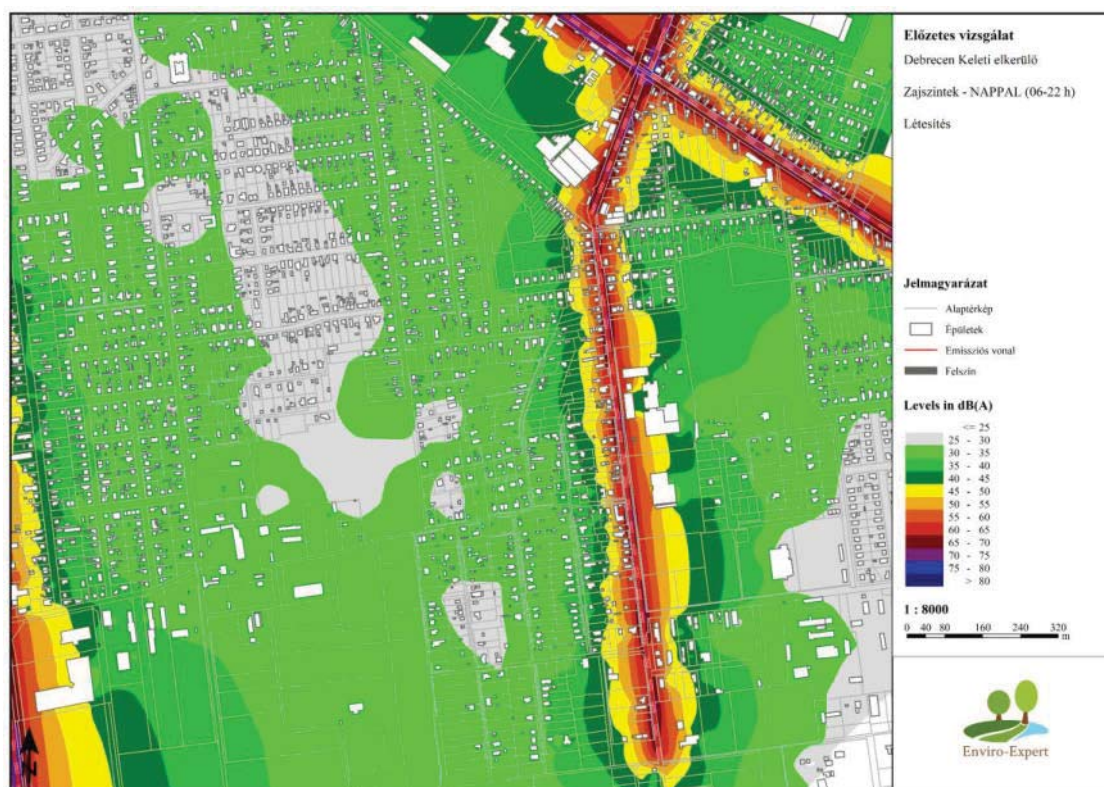 Előzetes vizsgálat
Debrecen Keleti elkerülő
Zajszintek - NAPPAL (06-22 h)
Létesítés
Jelmagyarázat
Alaptérkép
Épületek
Emissziós vonal
Felszín
Levels in dB(A)
<= 25
25 - 30
30 - 35
35 - 40
40 - 45
45 - 50
50 - 55
55 - 60
60 - 65
65 - 70
70 - 75
75 - 80
> 80
1 : 8000
0 40 80 160 240 320
m
Enviro-Expert
N